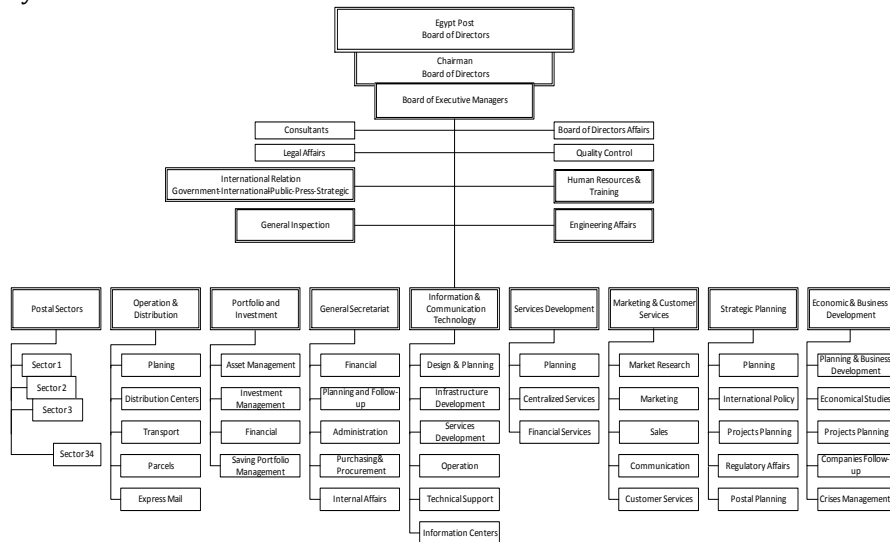 Egypt Post
Board of Directors
Chairman
Board of Directors
Board of Executive Managers
Consultants
Board of Directors Affairs
Legal Affairs
Quality Control
International Relation
Government-International-Public-Press-Strategic
Human Resources &
Training
General Inspection
Engineering Affairs
Postal Sectors
Operation &
Distribution
Portfolio and
Investment
General Secretariat
Information &
Communication
Technology
Services Development
Marketing & Customer
Services
Strategic Planning
Economic & Business
Development
Sector 1
Sector 2
Sector 3
Sector 34
Planing
Distribution Centers
Transport
Parcels
Express Mail
Asset Management
Investment
Management
Financial
Saving Portfolio
Management
Financial
Planning and Follow-
up
Administration
Purchasing &
Procurement
Internal Affairs
Design & Planning
Infrastructure
Development
Services
Development
Operation
Technical Support
Information Centers
Planning
Centralized Services
Financial Services
Market Research
Marketing
Sales
Communication
Customer Services
Planning
International Policy
Projects Planning
Regulatory Affairs
Postal Planning
Planning & Business
Development
Economical Studies
Projects Planning
Companies Follow-
up
Crises Management